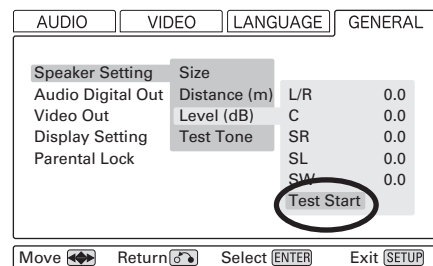 AUDIO VIDEO LANGUAGE GENERAL
Speaker Setting Size
Audio Digital Out Distance (m) L/R 0.0
Video Out Level (dB) C 0.0
Display Setting Test Tone SR 0.0
Parental Lock SL 0.0
SW 0.0
Test Start
Move Return Select ENTER Exit SETUP